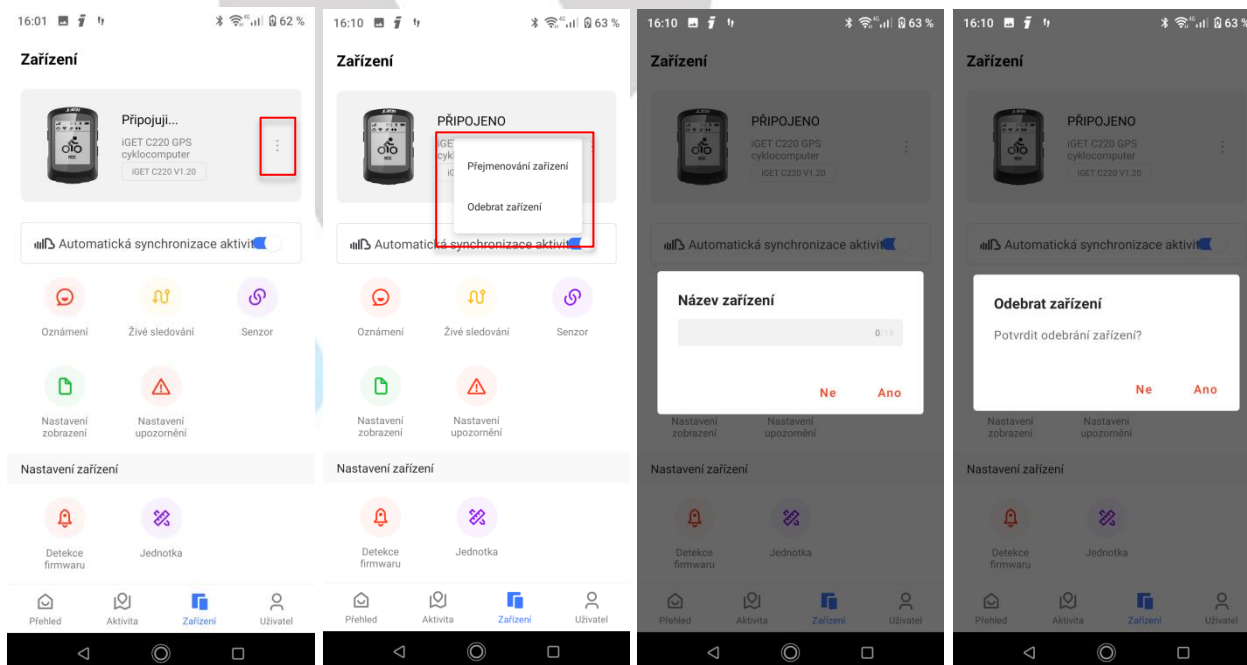 16:01
62 %
Zařízení
Připojuji...
iGET C220 GPS
cyklocomputer
iGET C220 V1.20
Automatická synchronizace aktivit
Oznámení
Živé sledování
Senzor
Nastavení
zobrazení
Nastavení
upozornění
Nastavení zařízení
Detekce
firmwaru
Jednotka
Přehled
Aktivita
Zařízení
Uživatel
16:10
63 %
Zařízení
PŘIPOJENO
Přejmenování zařízení
Odebrat zařízení
Automatická synchronizace aktivit
Oznámení
Živé sledování
Senzor
Nastavení
zobrazení
Nastavení
upozornění
Nastavení zařízení
Detekce
firmwaru
Jednotka
Přehled
Aktivita
Zařízení
Uživatel
16:10
63 %
Zařízení
PŘIPOJENO
iGET C220 GPS
cyklocomputer
iGET C220 V1.20
Automatická synchronizace aktivit
Název zařízení
Ne
Ano
Nastavení
zobrazení
Nastavení
upozornění
Nastavení zařízení
Detekce
firmwaru
Jednotka
Přehled
Aktivita
Zařízení
Uživatel
16:10
63 %
Zařízení
PŘIPOJENO
iGET C220 GPS
cyklocomputer
iGET C220 V1.20
Automatická synchronizace aktivit
Odebrat zařízení
Potvrdit odebrání zařízení?
Ne
Ano
Nastavení
zobrazení
Nastavení
upozornění
Nastavení zařízení
Detekce
firmwaru
Jednotka
Přehled
Aktivita
Zařízení
Uživatel